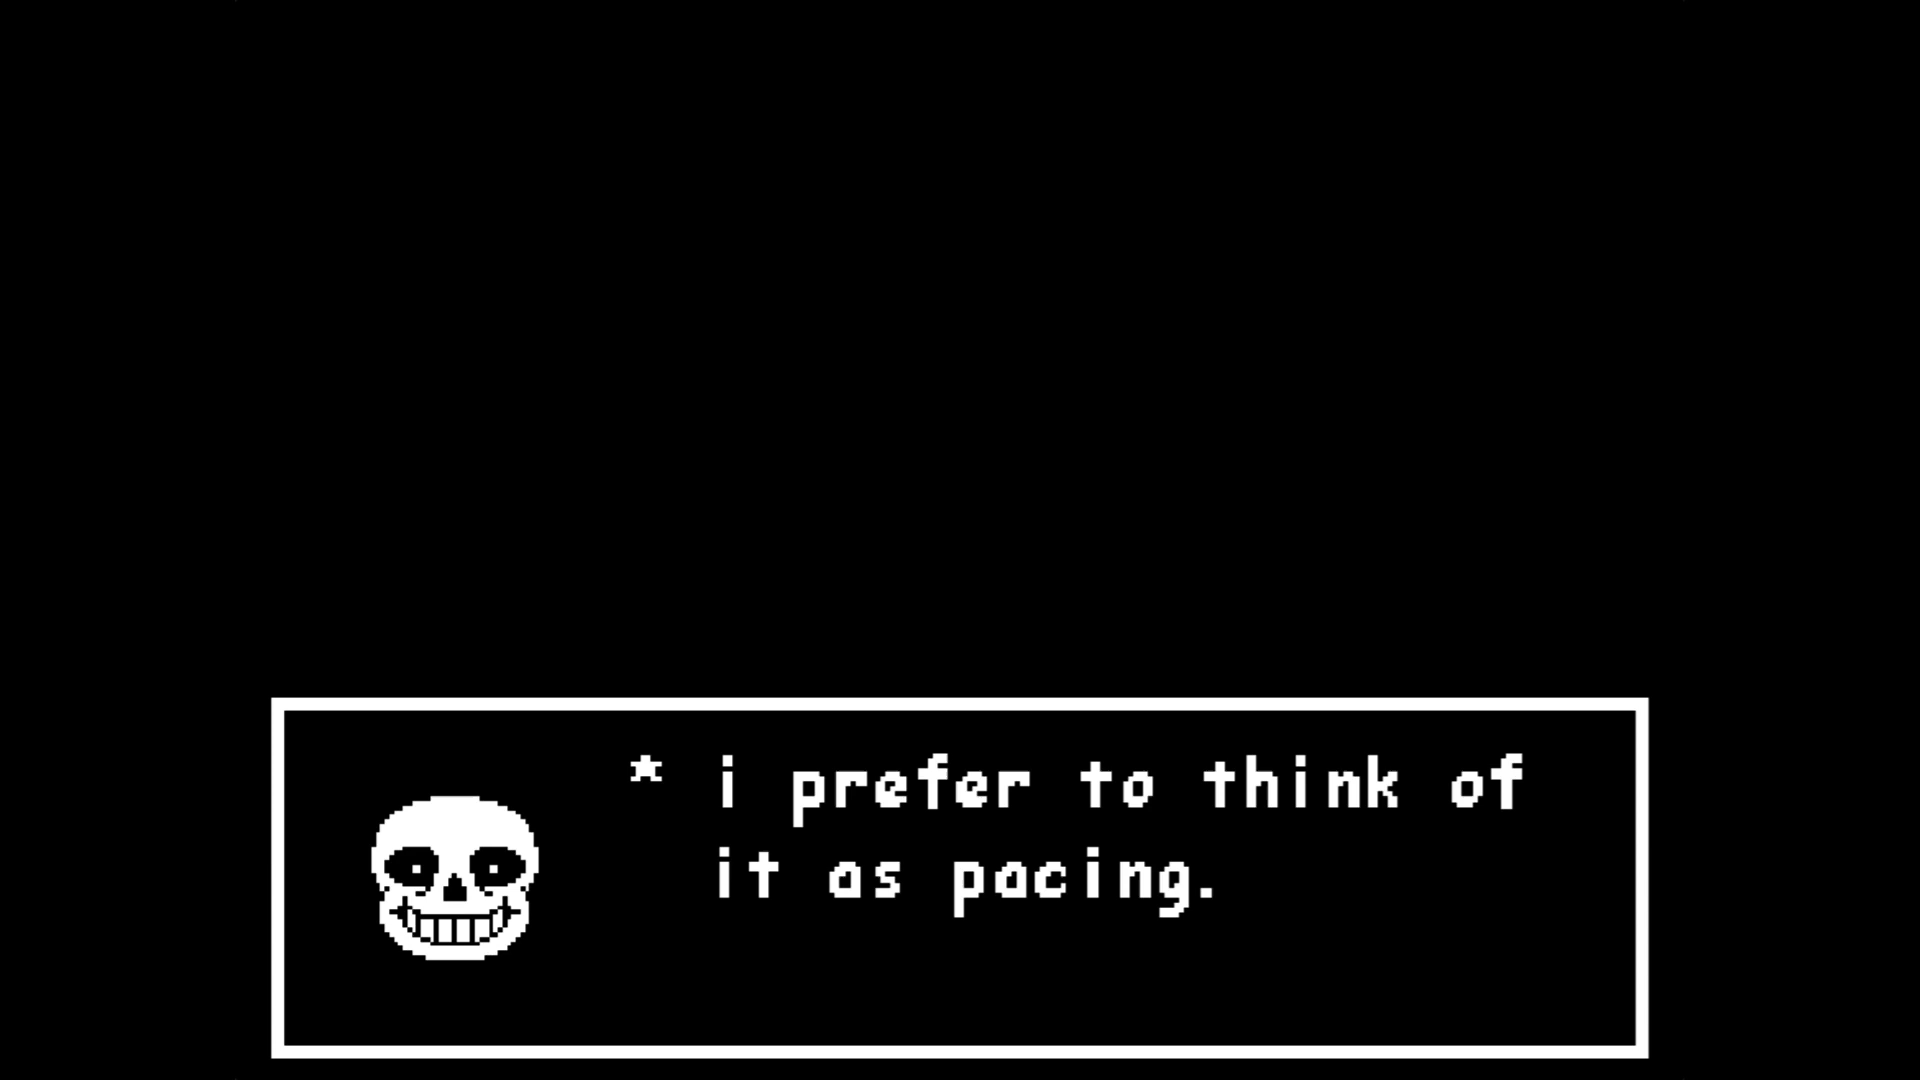 * i prefer to think of
it as pacing.